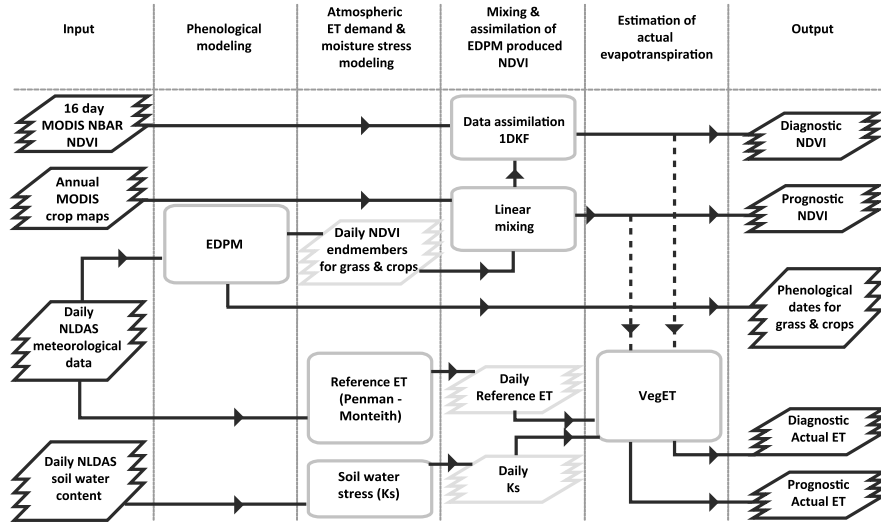 Input
Phenological
modeling
Atmospheric
ET demand &
moisture stress
modeling
Mixing &
assimilation of
EDPM produced
NDVI
Estimation of
actual
evapotranspiration
Output
16 day
MODIS NBAR
NDVI
Data assimilation
1DKF
Diagnostic
NDVI
Annual
MODIS
crop maps
Linear
mixing
Prognostic
NDVI
EDPM
Daily NDVI
endmembers
for grass & crops
Daily
NLDAS
meteorological
data
Phenological
dates for
grass & crops
Reference ET
(Penman -
Monteith)
Daily
Reference ET
VegET
Diagnostic
Actual ET
Daily NLDAS
soil water
content
Soil water
stress (Ks)
Daily
Ks
Prognostic
Actual ET